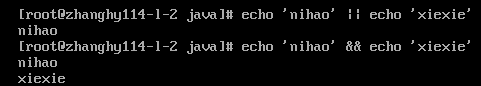 [root@zhanghy114-l-2 java]# echo 'nihao' || echo 'xiexie'
nihao
[root@zhanghy114-l-2 java]# echo 'nihao' && echo 'xiexie'
nihao
xiexie